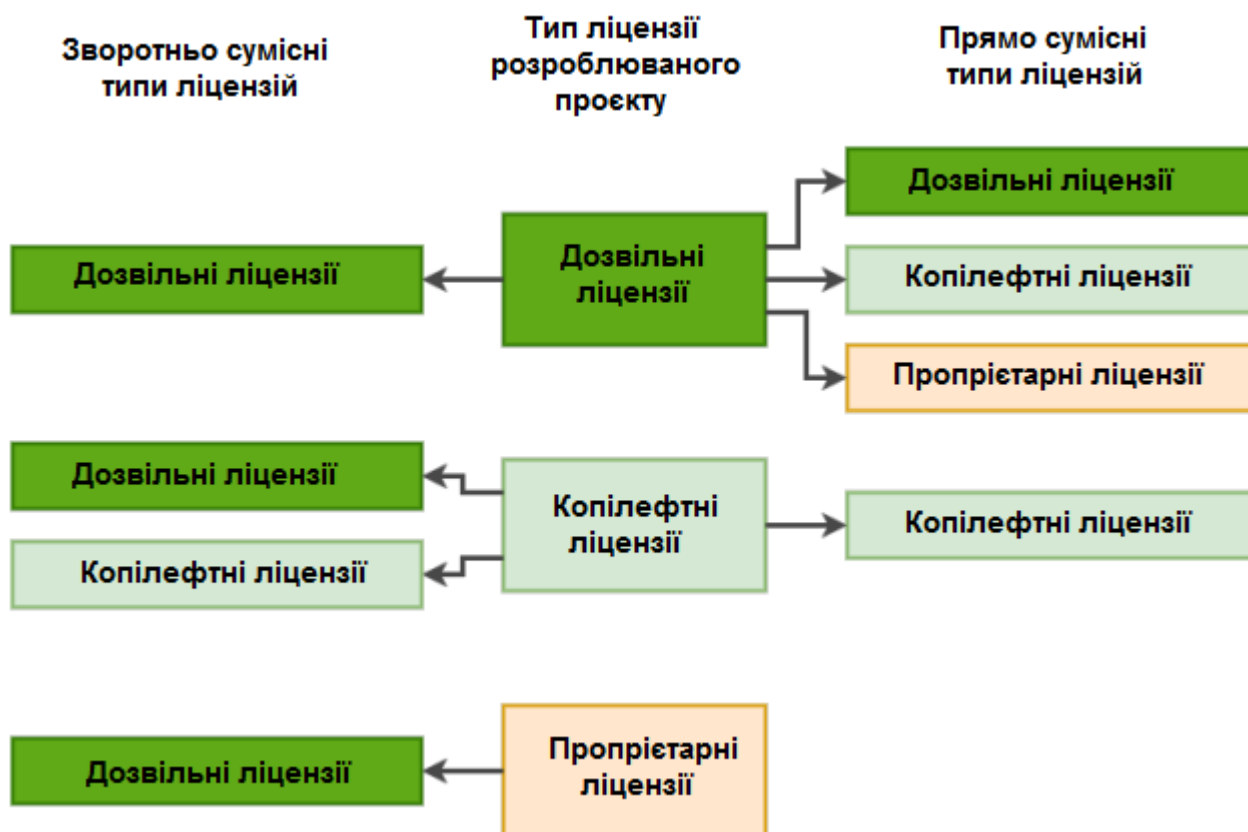 Зворотньо сумісні
типи ліцензій
Тип ліцензії
розроблюваного
проєкту
Прямо сумісні
типи ліцензій
Дозвільні ліцензії
Дозвільні
ліцензії
Дозвільні ліцензії
Копілефтні ліцензії
Пропрієтарні ліцензії
Дозвільні ліцензії
Копілефтні ліцензії
Копілефтні
ліцензії
Копілефтні ліцензії
Дозвільні ліцензії
Пропрієтарні
ліцензії